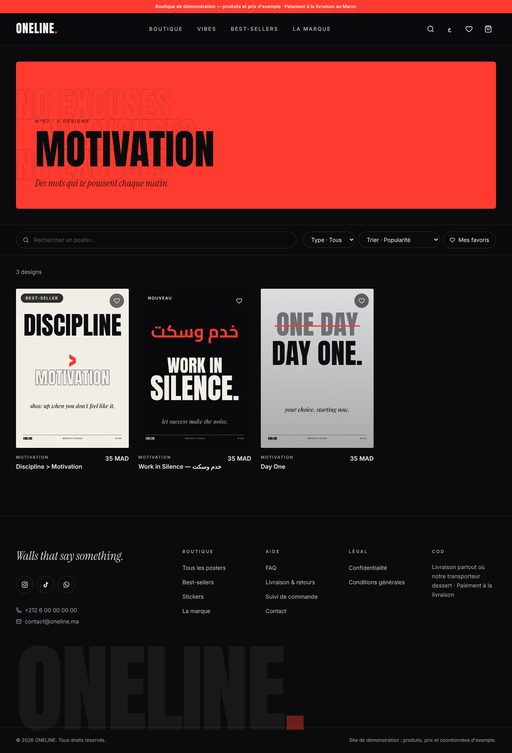 Boutique de démonstration — produits et prix d'exemple · Paiement à la livraison au Maroc
ONELINE.
BOUTIQUE VIBES BEST-SELLERS LA MARQUE
ع
NO EXCUSES
N°07 · 3 DESIGNS
MOTIVATION
Des mots qui te poussent chaque matin.
Rechercher un poster...
Type · Tous
Trier · Popularité
Mes favoris
3 designs
BEST-SELLER
DISCIPLINE
>
MOTIVATION
show up when you don't feel like it.
ONELINE
NOUVEAU
خدم وسكت
WORK IN
SILENCE.
let success make the noise.
ONELINE
ONE DAY
DAY ONE.
your choice, starting now.
ONELINE
MOTIVATION
35 MAD
Discipline > Motivation
MOTIVATION
35 MAD
Work in Silence — خدم وسكت
MOTIVATION
35 MAD
Day One
Walls that say something.
+212 6 00 00 00 00
contact@oneline.ma
BOUTIQUE
Tous les posters
Best-sellers
Stickers
La marque
AIDE
FAQ
Livraison & retours
Suivi de commande
Contact
LÉGAL
Confidentialité
Conditions générales
COD
Livraison partout où
notre transporteur
dessert · Paiement à la
livraison
ONELINE.
© 2026 ONELINE. Tous droits réservés.
Site de démonstration : produits, prix et coordonnées d'exemple.